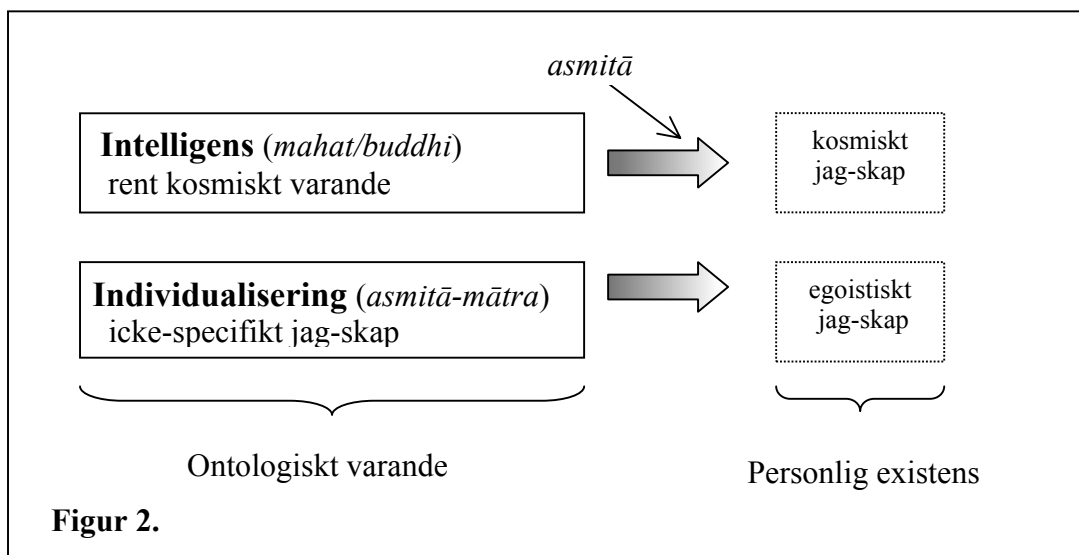 asmitā
Intelligens (mahat/buddhi)
rent kosmiskt varande
kosmiskt
jag-skap
Individualisering (asmitā-mātra)
icke-specifikt jag-skap
egoistiskt
jag-skap
Ontologiskt varande
Personlig existens
Figur 2.